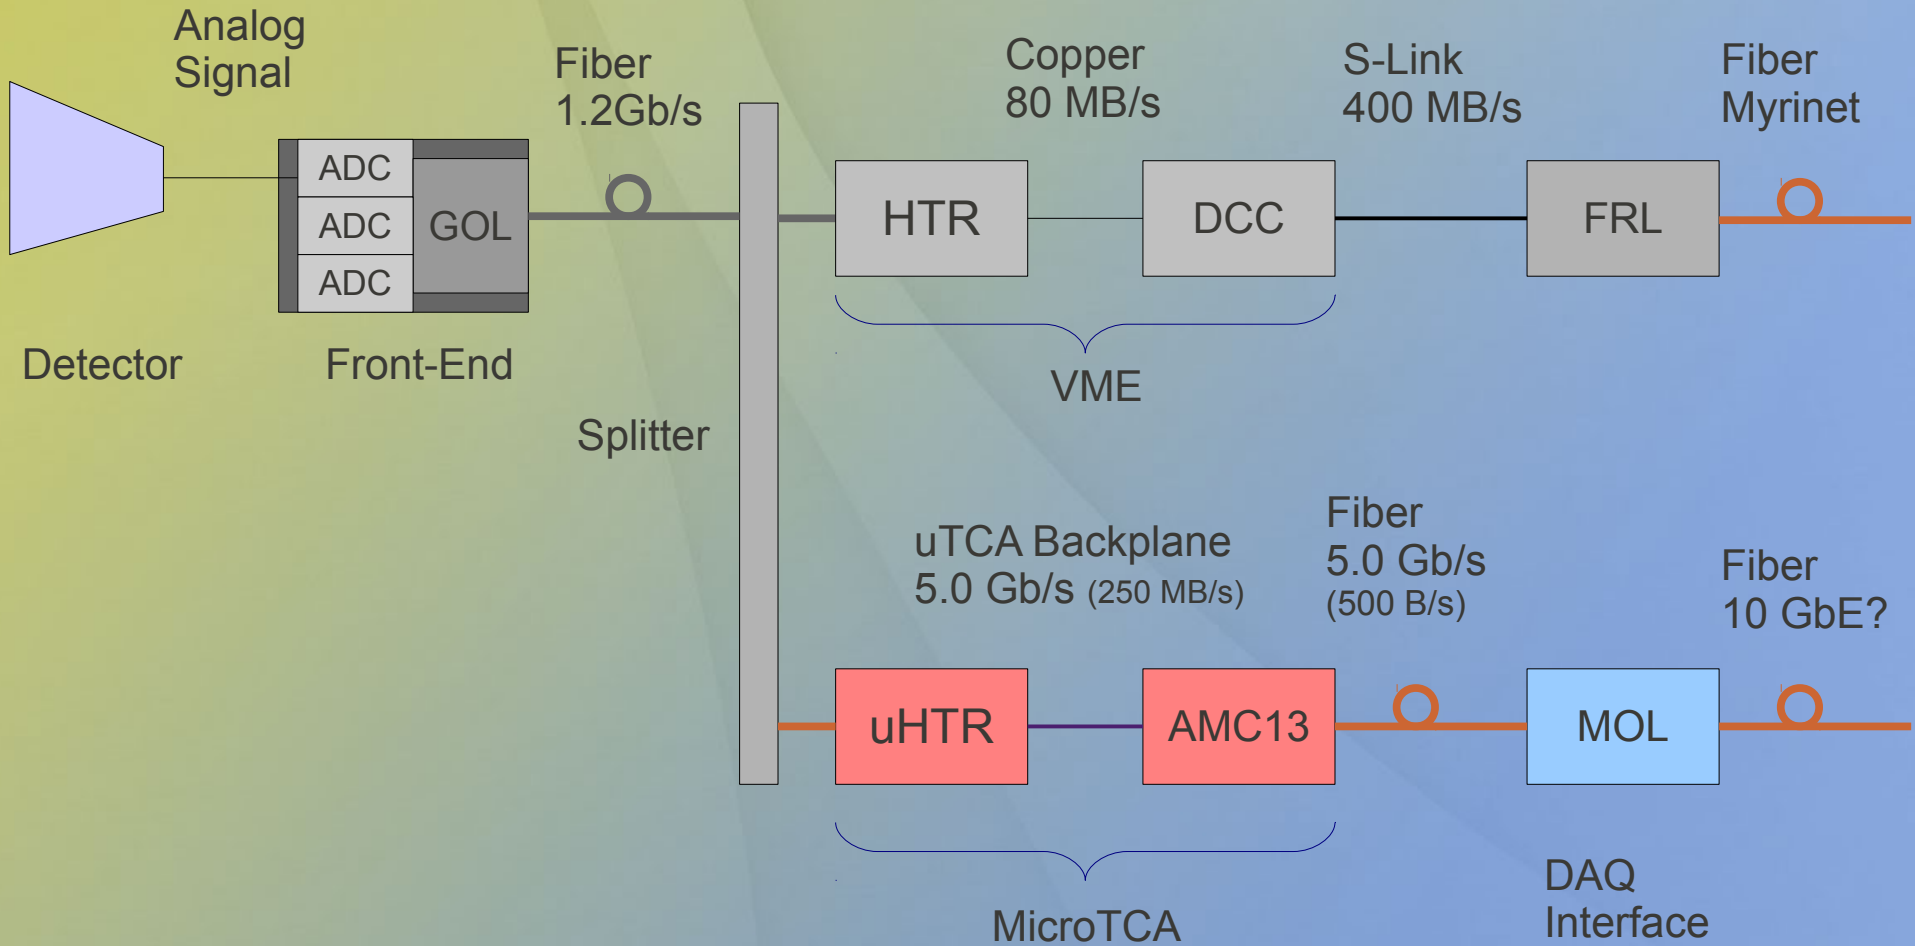 Analog
Signal
Fiber
1.2Gb/s
Copper
80 MB/s
S-Link
400 MB/s
Fiber
Myrinet
ADC
ADC
ADC
GOL
HTR
DCC
FRL
Detector
Front-End
VME
Splitter
uTCA Backplane
5.0 Gb/s (250 MB/s)
Fiber
5.0 Gb/s
(500 B/s)
Fiber
10 GbE?
uHTR
AMC13
MOL
MicroTCA
DAQ
Interface